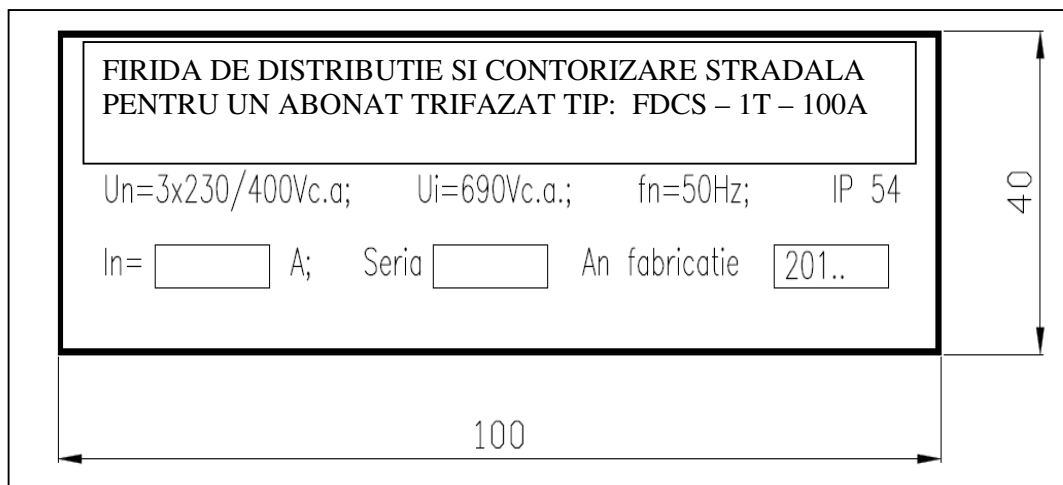 FIRIDA DE DISTRIBUTIE SI CONTORIZARE STRADALA
PENTRU UN ABONAT TRIFAZAT TIP: FDCS – 1T – 100A
Un=3x230/400Vc.a; Ui=690Vc.a.; fn=50Hz; IP 54
In= A; Seria An fabricatie 201..
40
100